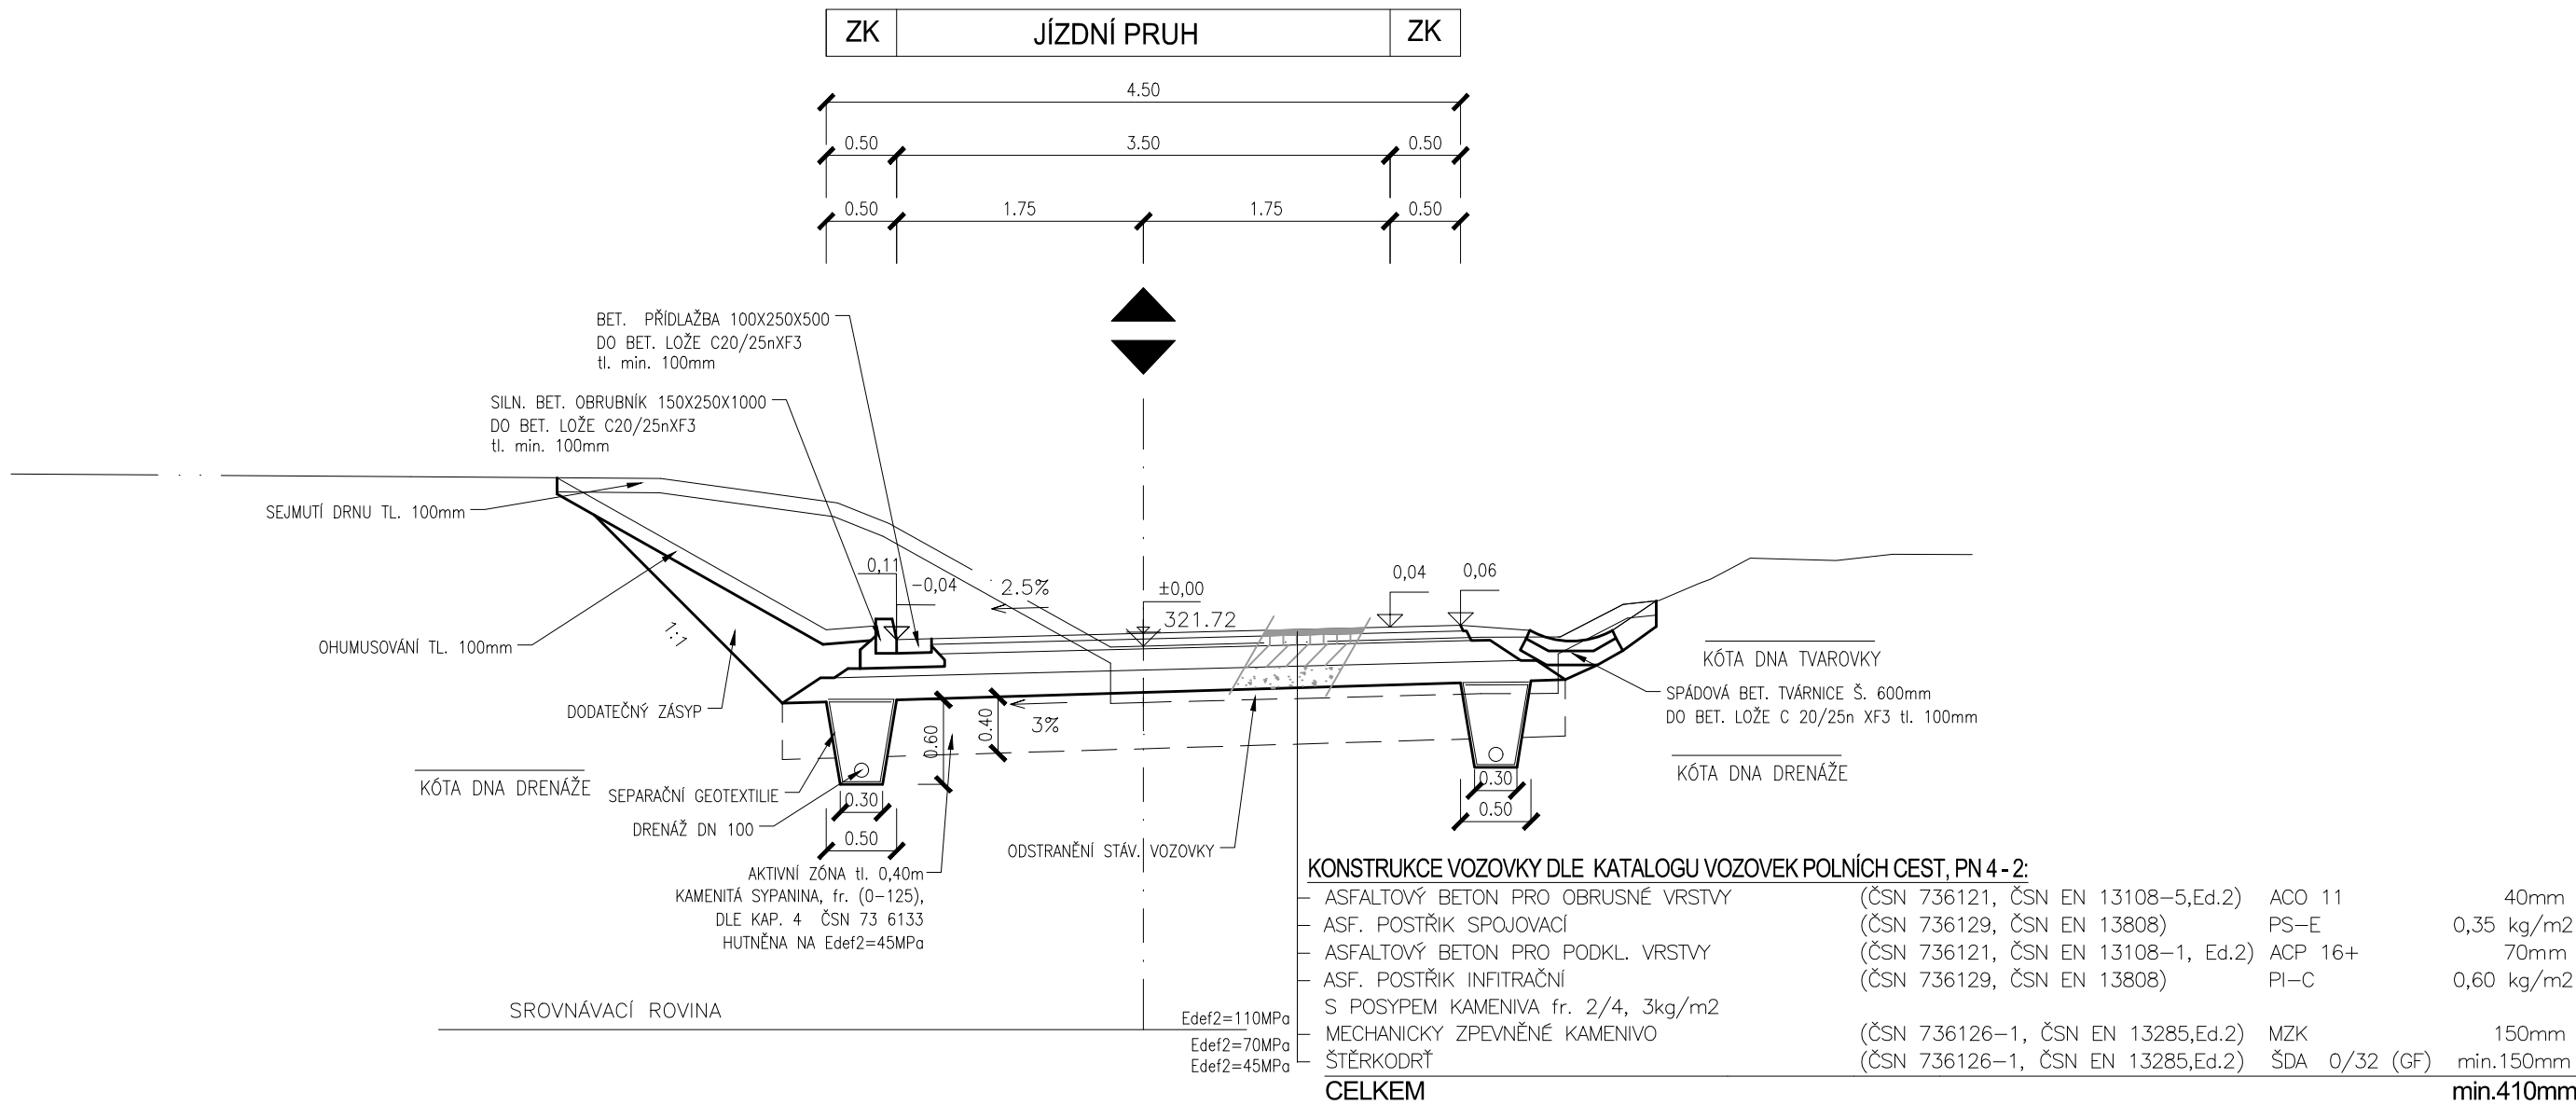 ZK JÍZDNÍ PRUH ZK
4.50
0.50 3.50 0.50
0.50 1.75 1.75 0.50
BET. PŘÍDLAŽBA 100X250X500
DO BET. LOŽE C20/25nXF3
tl. min. 100mm
SILN. BET. OBRUBNÍK 150X250X1000
DO BET. LOŽE C20/25nXF3
tl. min. 100mm
SEJMUTÍ DRNU TL. 100mm
OHUMUSOVÁNÍ TL. 100mm
1:1
DODATEČNÝ ZÁSYP
0,11
-0,04
2.5%
±0,00
321.72
0,04
0,06
KÓTA DNA TVAROVKY
SPÁDOVÁ BET. TVÁRNICE Š. 600mm
DO BET. LOŽE C 20/25n XF3 tl. 100mm
KÓTA DNA DRENÁŽE
0.60
0.40
3%
KÓTA DNA DRENÁŽE
SEPARAČNÍ GEOTEXTILIE
DRENÁŽ DN 100
0.30
0.50
0.30
0.50
AKTIVNÍ ZÓNA tl. 0,40m
KAMENITÁ SYPANINA, fr. (0-125),
DLE KAP. 4 ČSN 73 6133
HUTNĚNA NA Edef2=45MPa
ODSTRANĚNÍ STÁV. VOZOVKY
SROVNÁVACÍ ROVINA
KONSTRUKCE VOZOVKY DLE KATALOGU VOZOVEK POLNÍCH CEST, PN 4 - 2:
ASFALTOVÝ BETON PRO OBRUSNÉ VRSTVY (ČSN 736121, ČSN EN 13108-5,Ed.2) ACO 11 40mm
ASF. POSTŘIK SPOJOVACÍ (ČSN 736129, ČSN EN 13808) PS-E 0,35 kg/m2
ASFALTOVÝ BETON PRO PODKL. VRSTVY (ČSN 736121, ČSN EN 13108-1, Ed.2) ACP 16+ 70mm
ASF. POSTŘIK INFITRAČNÍ (ČSN 736129, ČSN EN 13808) PI-C 0,60 kg/m2
S POSYPEM KAMENIVA fr. 2/4, 3kg/m2
Edef2=110MPa
MECHANICKY ZPEVNĚNÉ KAMENIVO (ČSN 736126-1, ČSN EN 13285,Ed.2) MZK 150mm
Edef2=70MPa
Edef2=45MPa
ŠTĚRKODRŤ (ČSN 736126-1, ČSN EN 13285,Ed.2) ŠDA 0/32 (GF) min.150mm
CELKEM min.410mm